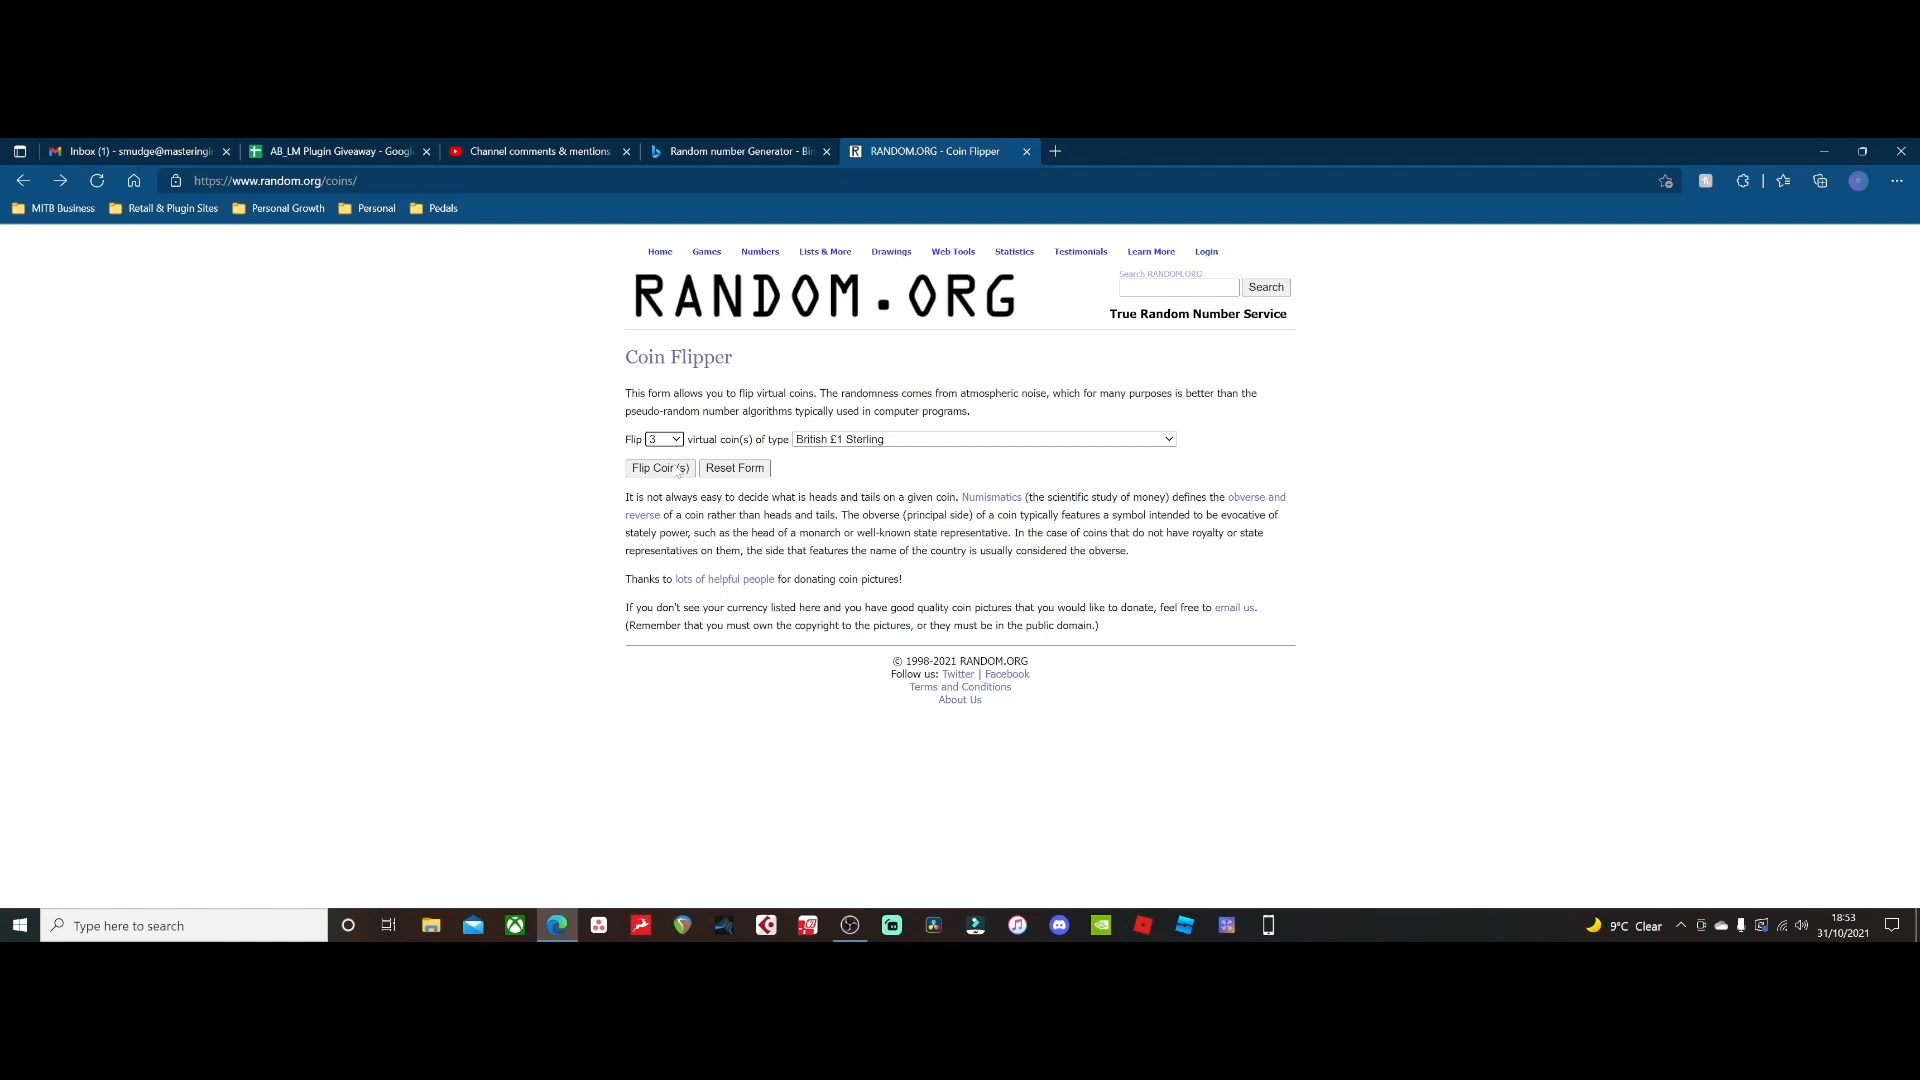 Inbox (1) - smudge@masteringi
AB_LM Plugin Giveaway - Googl
Channel comments & mentions
Random number Generator - Bin
RANDOM.ORG - Coin Flipper
https://www.random.org/coins/
MITB Business
Retail & Plugin Sites
Personal Growth
Personal
Pedals
Home Games Numbers Lists & More Drawings Web Tools Statistics Testimonials Learn More Login
RANDOM.ORG
Search RANDOM.ORG
Search
True Random Number Service
Coin Flipper
This form allows you to flip virtual coins. The randomness comes from atmospheric noise, which for many purposes is better than the
pseudo-random number algorithms typically used in computer programs.
Flip 3 virtual coin(s) of type British £1 Sterling
Flip Coin(s) Reset Form
It is not always easy to decide what is heads and tails on a given coin. Numismatics (the scientific study of money) defines the obverse and
reverse of a coin rather than heads and tails. The obverse (principal side) of a coin typically features a symbol intended to be evocative of
stately power, such as the head of a monarch or well-known state representative. In the case of coins that do not have royalty or state
representatives on them, the side that features the name of the country is usually considered the obverse.
Thanks to lots of helpful people for donating coin pictures!
If you don't see your currency listed here and you have good quality coin pictures that you would like to donate, feel free to email us.
(Remember that you must own the copyright to the pictures, or they must be in the public domain.)
© 1998-2021 RANDOM.ORG
Follow us: Twitter | Facebook
Terms and Conditions
About Us
Type here to search
9°C Clear
18:53
31/10/2021